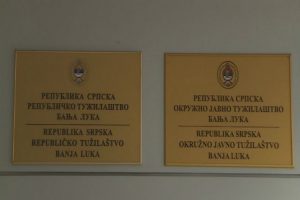 РЕПУБЛИКА СРПСКА
РЕПУБЛИЧКО ТУЖИЛАШТВО
БАЊА ЛУКА
REPUBLIKA SRPSKA
REPUBLIČKO TUŽILAŠTVO
BANJA LUKA
РЕПУБЛИКА СРПСКА
ОКРУЖНО ЈАВНО ТУЖИЛАШТВО
БАЊА ЛУКА
REPUBLIKA SRPSKA
OKRUŽNO JAVNO TUŽILAŠTVO
BANJA LUKA